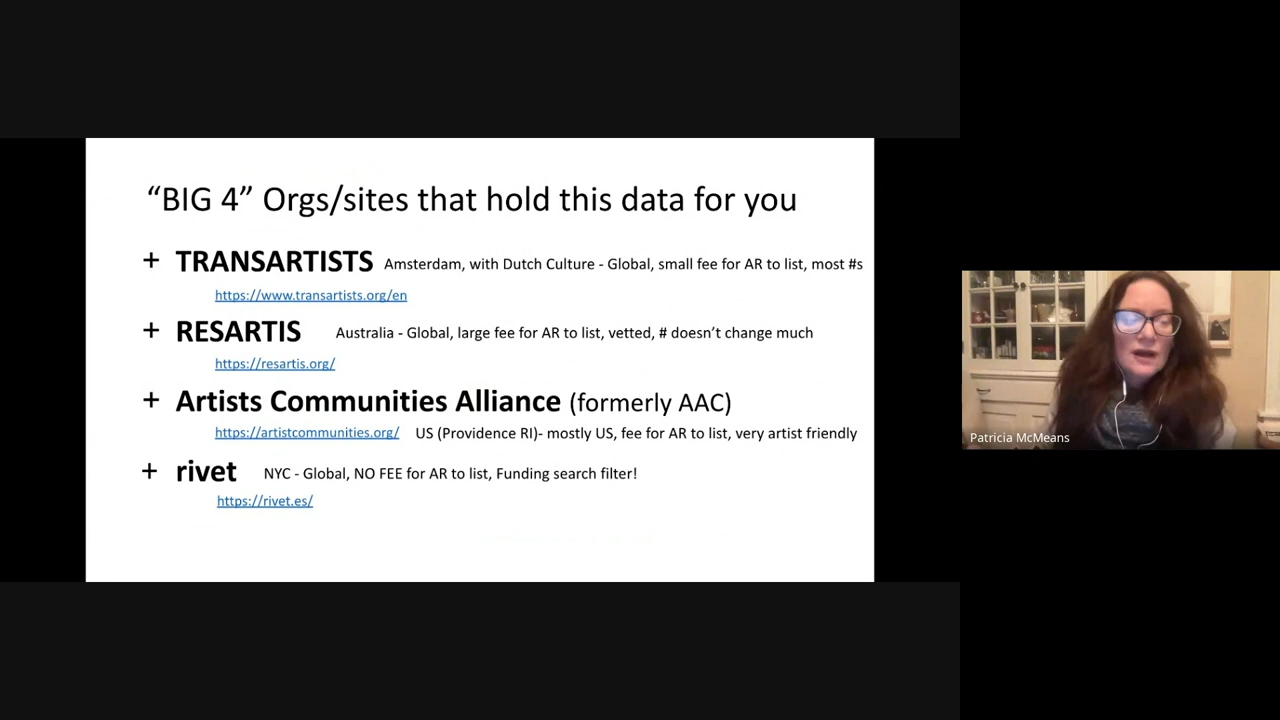 “BIG 4” Orgs/sites that hold this data for you
+ TRANSARTISTS Amsterdam, with Dutch Culture - Global, small fee for AR to list, most #s
https://www.transartists.org/en
+ RESARTIS Australia - Global, large fee for AR to list, vetted, # doesn’t change much
https://resartis.org/
+ Artists Communities Alliance (formerly AAC)
https://artistcommunities.org/ US (Providence RI)- mostly US, fee for AR to list, very artist friendly
+ rivet NYC - Global, NO FEE for AR to list, Funding search filter!
https://rivet.es/
Patricia McMeans